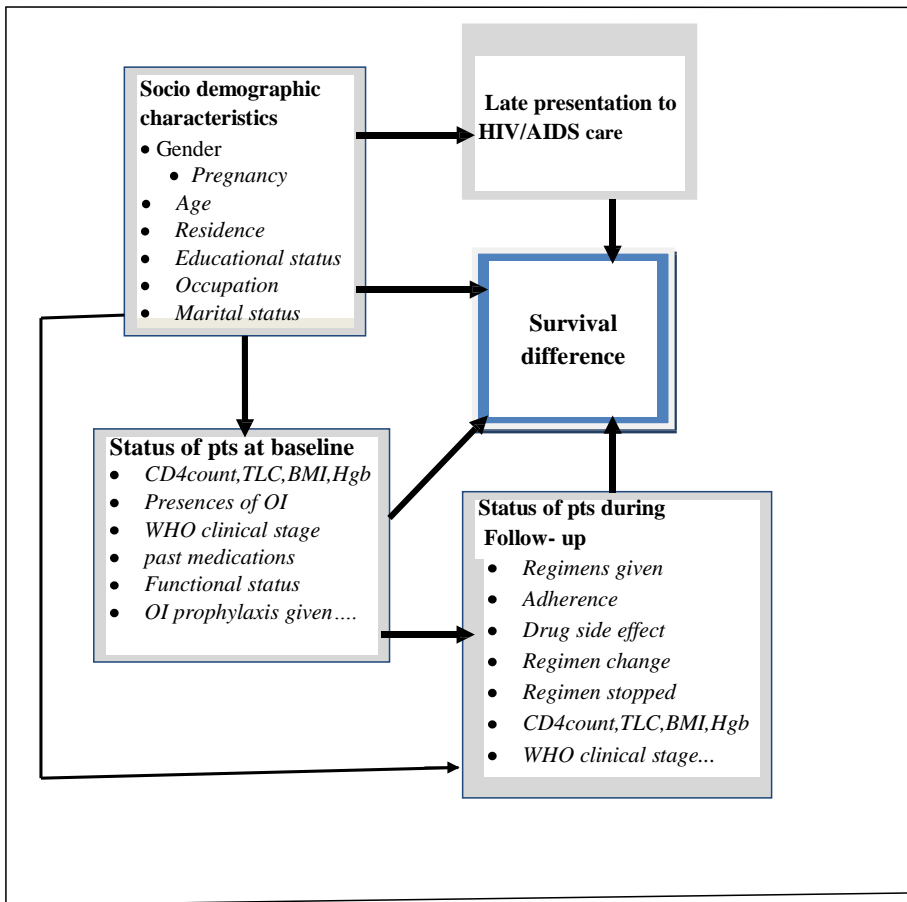 Socio demographic
characteristics
• Gender
• Pregnancy
• Age
• Residence
• Educational status
• Occupation
• Marital status
Late presentation to
HIV/AIDS care
Survival
difference
Status of pts at baseline
• CD4count,TLC,BMI,Hgb
• Presences of OI
• WHO clinical stage
• past medications
• Functional status
• OI prophylaxis given….
Status of pts during
Follow- up
• Regimens given
• Adherence
• Drug side effect
• Regimen change
• Regimen stopped
• CD4count,TLC,BMI,Hgb
• WHO clinical stage...